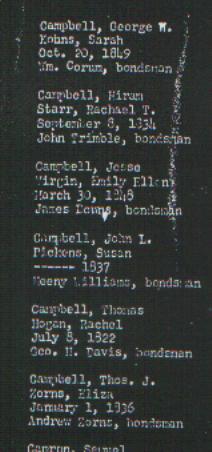 Campbell, George W.
Kohns, Sarah
Oct. 20, 1849
Wm. Corum, bondsman
Campbell, Hiram
Starr, Rachael T.
September 8, 1834
John Trimble, bondsman
Campbell, Jesse
Virgin, Emily Ellen
March 30, 1848
James Downs, bondsman
Campbell, John L.
Pickens, Susan
------ 1837
Williams, bondsman
Campbell, Thomas
Hogan, Rachel
July 8, 1822
Geo. H. Davis, bondsman
Campbell, Thos. J.
Zorns, Eliza
January 1, 1836
Andrew Zorns, bondsman
Camron, Samuel